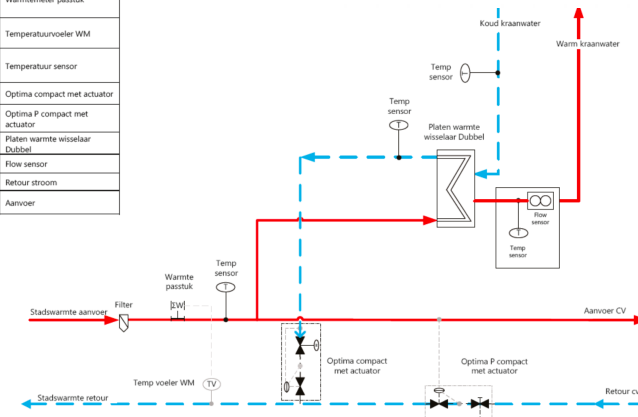 Warmtemeter passtuk
Temperatuurvoeler WM
Temperatuur sensor
Optima compact met actuator
Optima P compact met
actuator
Platen warmte wisselaar
Dubbel
Flow sensor
Retour stroom
Aanvoer
Koud kraanwater
Warm kraanwater
Temp
sensor
T
Temp
sensor
T
Platen warmte
wisselaar Dubbel
Flow
sensor
T
Temp
sensor
Temp
sensor
T
Warmte
passtuk
ΣW
Filter
Stadswarmte aanvoer
Aanvoer CV
Optima compact
met actuator
Optima P compact
met actuator
Temp voeler WM
TV
Stadswarmte retour
Retour cv